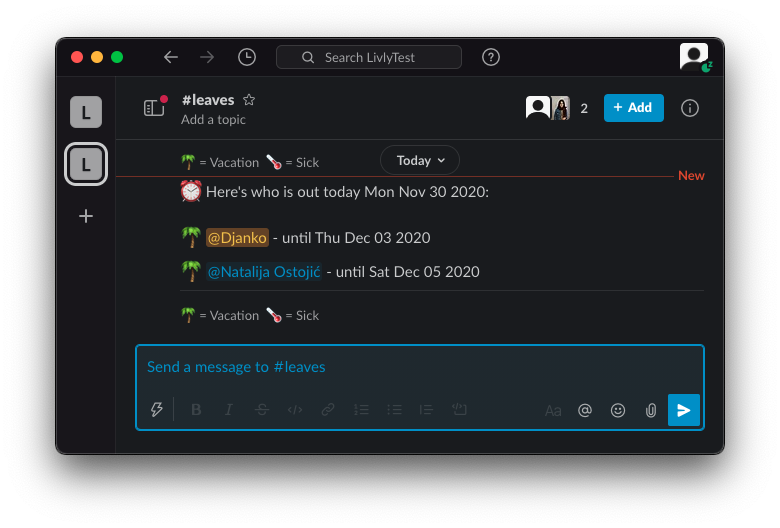 Search LivlyTest
L
#leaves
Add a topic
2
+ Add
L
= Vacation = Sick
Today
New
Here's who is out today Mon Nov 30 2020:
@Djanko - until Thu Dec 03 2020
@Natalija Ostojić - until Sat Dec 05 2020
= Vacation = Sick
Send a message to #leaves
B I S </> Aa @